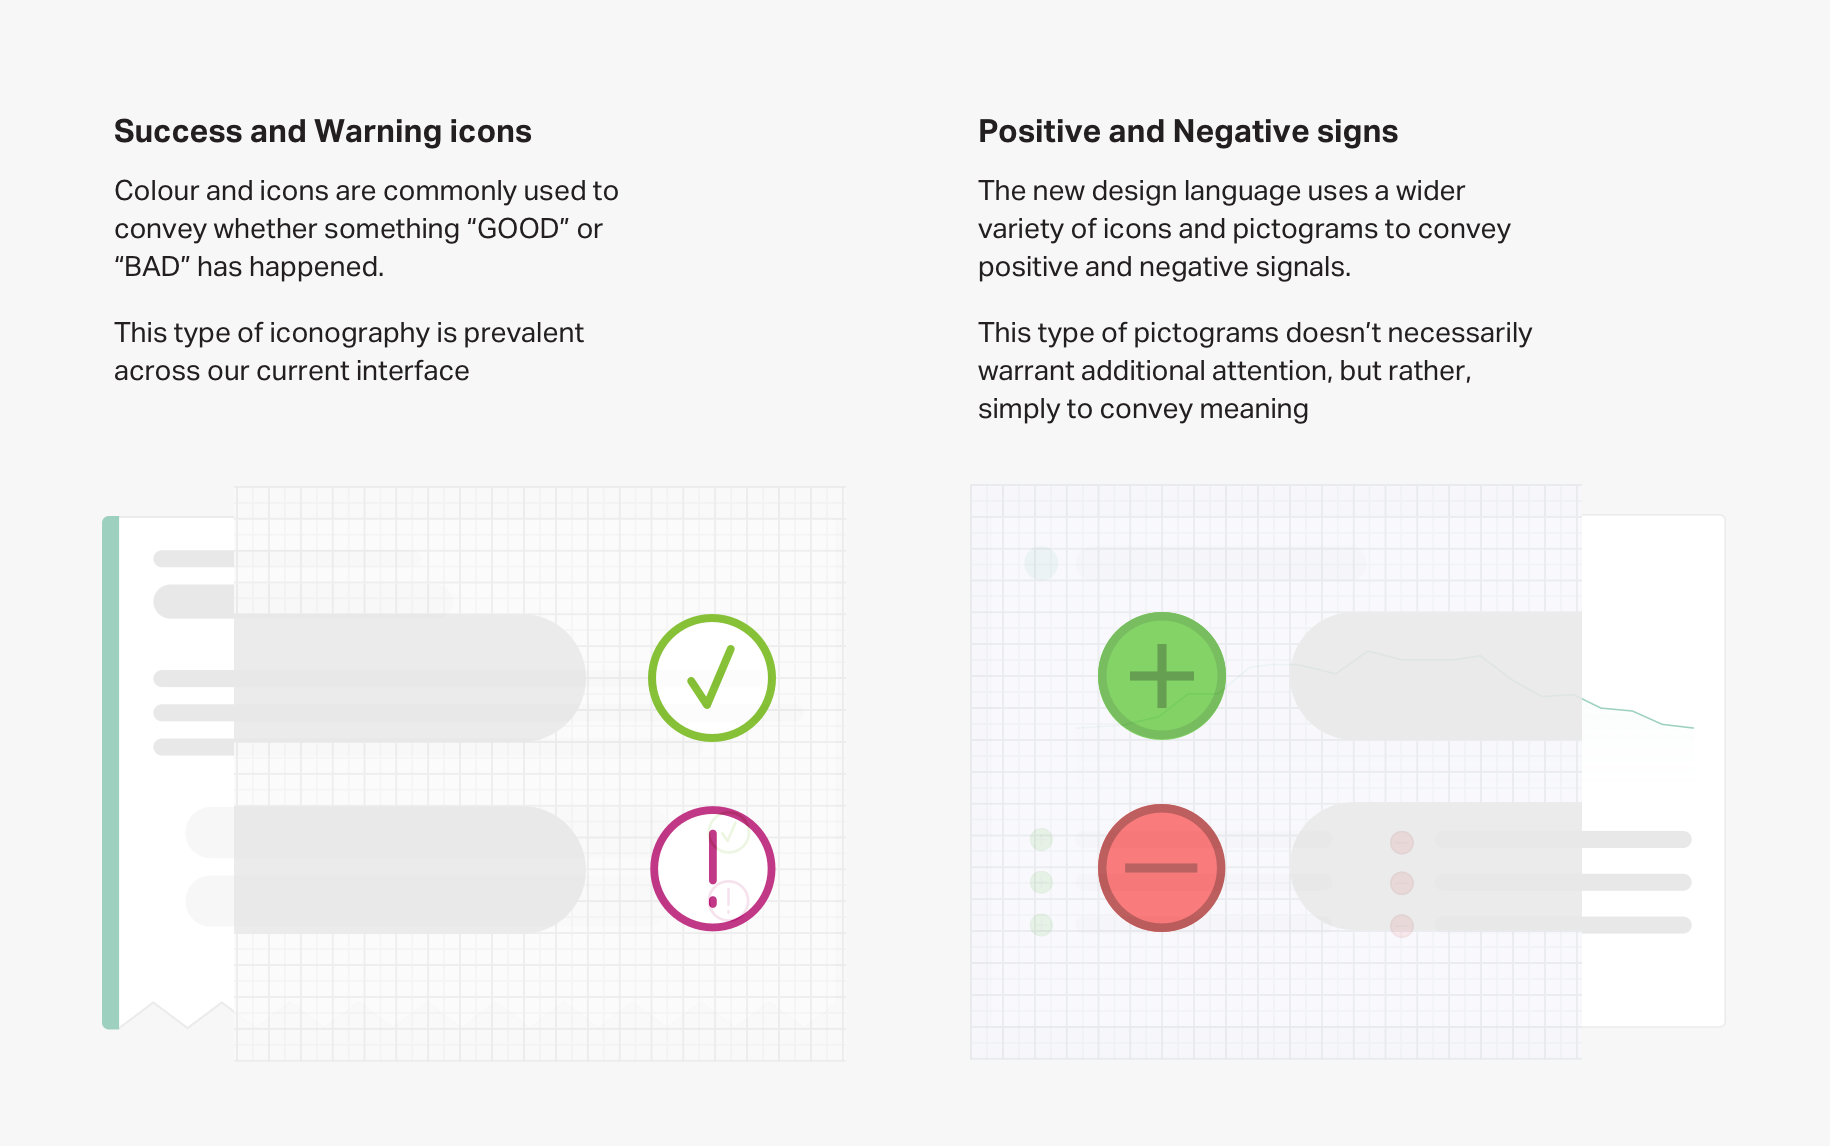 Success and Warning icons
Colour and icons are commonly used to
convey whether something “GOOD” or
“BAD” has happened.
This type of iconography is prevalent
across our current interface
Positive and Negative signs
The new design language uses a wider
variety of icons and pictograms to convey
positive and negative signals.
This type of pictograms doesn’t necessarily
warrant additional attention, but rather,
simply to convey meaning